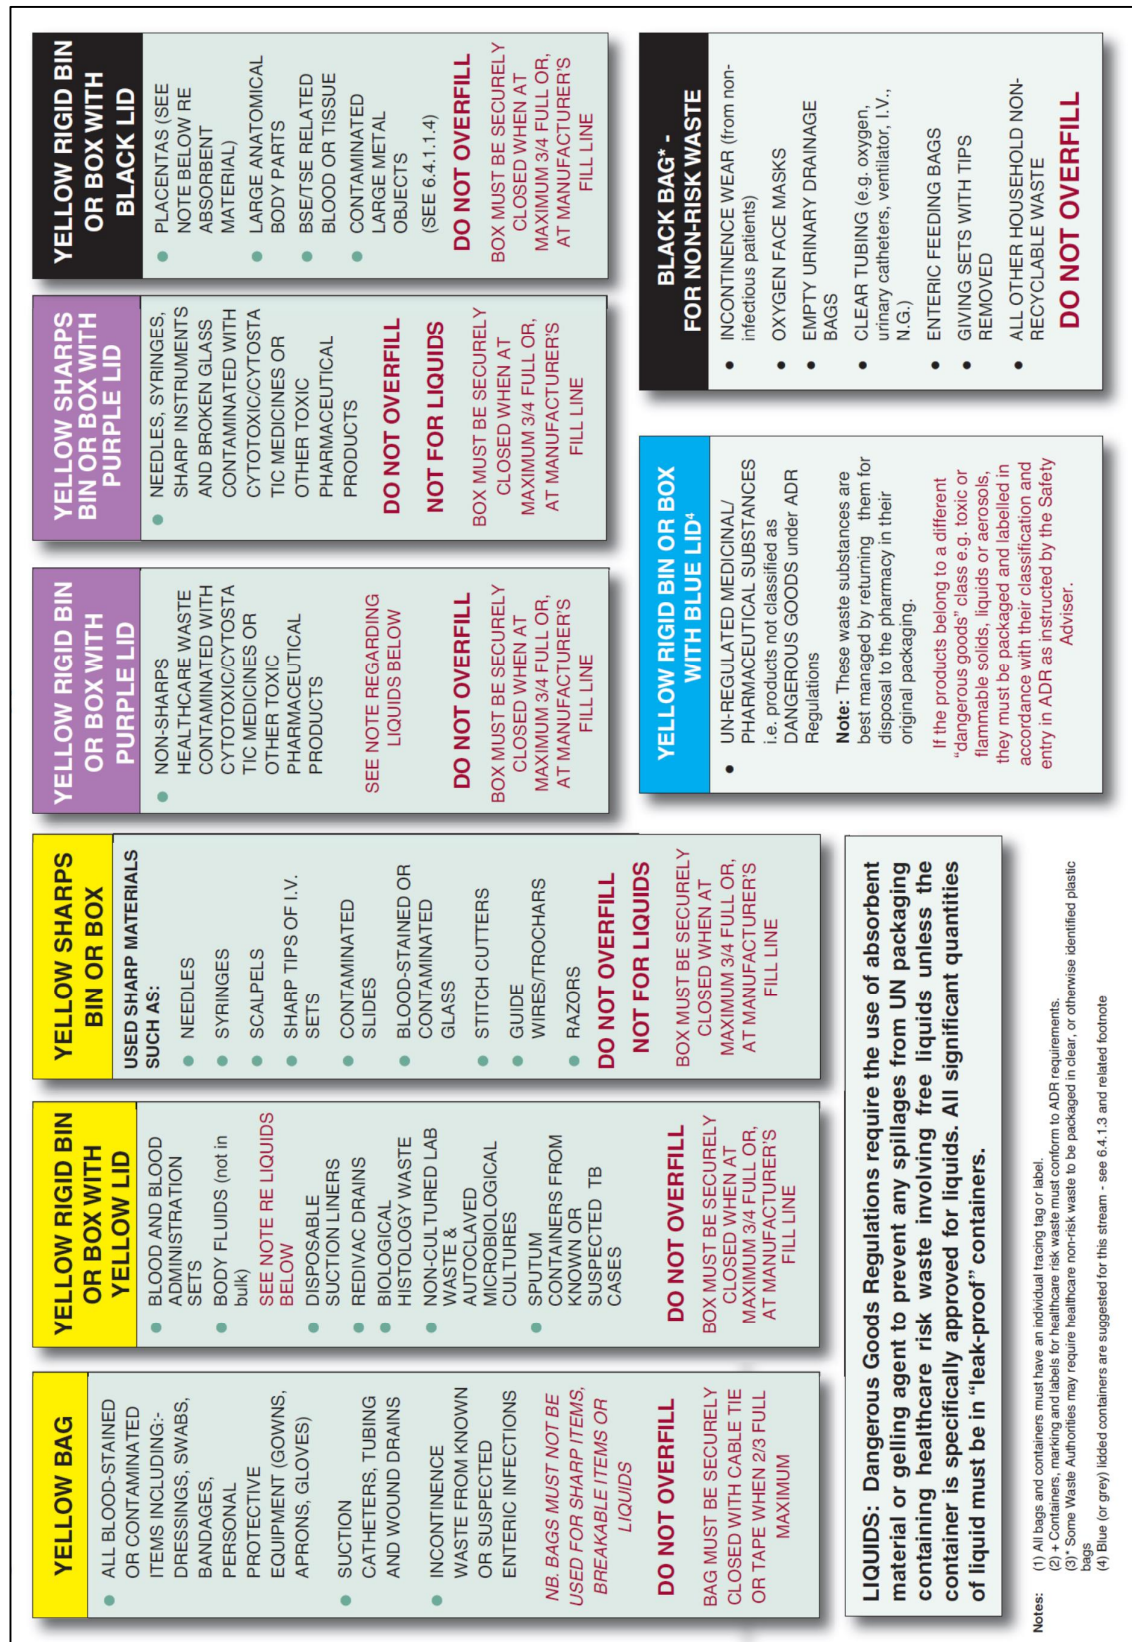 YELLOW BAG
ALL BLOOD-STAINED
OR CONTAMINATED
ITEMS INCLUDING:-
DRESSINGS, SWABS,
BANDAGES,
PERSONAL
PROTECTIVE
EQUIPMENT (GOWNS,
APRONS, GLOVES)
SUCTION
CATHETERS, TUBING
AND WOUND DRAINS
INCONTINENCE
WASTE FROM KNOWN
OR SUSPECTED
ENTERIC INFECTIONS
NB. BAGS MUST NOT BE
USED FOR SHARP ITEMS,
BREAKABLE ITEMS OR
LIQUIDS
DO NOT OVERFILL
BAG MUST BE SECURELY
CLOSED WITH CABLE TIE
OR TAPE WHEN 2/3 FULL
MAXIMUM
YELLOW RIGID BIN
OR BOX WITH
YELLOW LID
BLOOD AND BLOOD
ADMINISTRATION
SETS
BODY FLUIDS (not in
bulk)
SEE NOTE RE LIQUIDS
BELOW
DISPOSABLE
SUCTION LINERS
REDIVAC DRAINS
BIOLOGICAL
HISTOLOGY WASTE
NON-CULTURED LAB
WASTE &
AUTOCLAVED
MICROBIOLOGICAL
CULTURES
SPUTUM
CONTAINERS FROM
KNOWN OR
SUSPECTED TB
CASES
DO NOT OVERFILL
BOX MUST BE SECURELY
CLOSED WHEN AT
MAXIMUM 3/4 FULL OR,
AT MANUFACTURER'S
FILL LINE
YELLOW SHARPS
BIN OR BOX
USED SHARP MATERIALS
SUCH AS:
NEEDLES
SYRINGES
SCALPELS
SHARP TIPS OF I.V.
SETS
CONTAMINATED
SLIDES
BLOOD-STAINED OR
CONTAMINATED
GLASS
STITCH CUTTERS
GUIDE
WIRES/TROCHARS
RAZORS
DO NOT OVERFILL
NOT FOR LIQUIDS
BOX MUST BE SECURELY
CLOSED WHEN AT
MAXIMUM 3/4 FULL OR,
AT MANUFACTURER'S
FILL LINE
YELLOW RIGID BIN
OR BOX WITH
PURPLE LID
NON-SHARPS
HEALTHCARE WASTE
CONTAMINATED WITH
CYTOTOXIC/CYTOSTA
TIC MEDICINES OR
OTHER TOXIC
PHARMACEUTICAL
PRODUCTS
SEE NOTE REGARDING
LIQUIDS BELOW
DO NOT OVERFILL
BOX MUST BE SECURELY
CLOSED WHEN AT
MAXIMUM 3/4 FULL OR,
AT MANUFACTURER'S
FILL LINE
YELLOW SHARPS
BIN OR BOX WITH
PURPLE LID
NEEDLES, SYRINGES,
SHARP INSTRUMENTS
AND BROKEN GLASS
CONTAMINATED WITH
CYTOTOXIC/CYTOSTA
TIC MEDICINES OR
OTHER TOXIC
PHARMACEUTICAL
PRODUCTS
DO NOT OVERFILL
NOT FOR LIQUIDS
BOX MUST BE SECURELY
CLOSED WHEN AT
MAXIMUM 3/4 FULL OR,
AT MANUFACTURER'S
FILL LINE
YELLOW RIGID BIN
OR BOX WITH
BLACK LID
PLACENTAS (SEE
NOTE BELOW RE
ABSORBENT
MATERIAL)
LARGE ANATOMICAL
BODY PARTS
BSE/TSE RELATED
BLOOD OR TISSUE
CONTAMINATED
LARGE METAL
OBJECTS
(SEE 6.4.1.1.4)
DO NOT OVERFILL
BOX MUST BE SECURELY
CLOSED WHEN AT
MAXIMUM 3/4 FULL OR,
AT MANUFACTURER'S
FILL LINE
LIQUIDS: Dangerous Goods Regulations require the use of absorbent
material or gelling agent to prevent any spillages from UN packaging
containing healthcare risk waste involving free liquids unless the
container is specifically approved for liquids. All significant quantities
of liquid must be in “leak-proof” containers.
YELLOW RIGID BIN OR BOX
WITH BLUE LID4
UN-REGULATED MEDICINAL/
PHARMACEUTICAL SUBSTANCES
i.e. products not classified as
DANGEROUS GOODS under ADR
Regulations
Note: These waste substances are
best managed by returning them for
disposal to the pharmacy in their
original packaging.
If the products belong to a different
“dangerous goods” class e.g. toxic or
flammable solids, liquids or aerosols,
they must be packaged and labelled in
accordance with their classification and
entry in ADR as instructed by the Safety
Adviser.
BLACK BAG* -
FOR NON-RISK WASTE
INCONTINENCE WEAR (from non-
infectious patients)
OXYGEN FACE MASKS
EMPTY URINARY DRAINAGE
BAGS
CLEAR TUBING (e.g. oxygen,
urinary catheters, ventilator, I.V.,
N.G.)
ENTERIC FEEDING BAGS
GIVING SETS WITH TIPS
REMOVED
ALL OTHER HOUSEHOLD NON-
RECYCLABLE WASTE
DO NOT OVERFILL
Notes: (1) All bags and containers must have an individual tracing tag or label.
(2) + Containers, marking and labels for healthcare risk waste must conform to ADR requirements.
(3)* Some Waste Authorities may require healthcare non-risk waste to be packaged in clear, or otherwise identified plastic
bags
(4) Blue (or grey) lidded containers are suggested for this stream - see 6.4.1.3 and related footnote